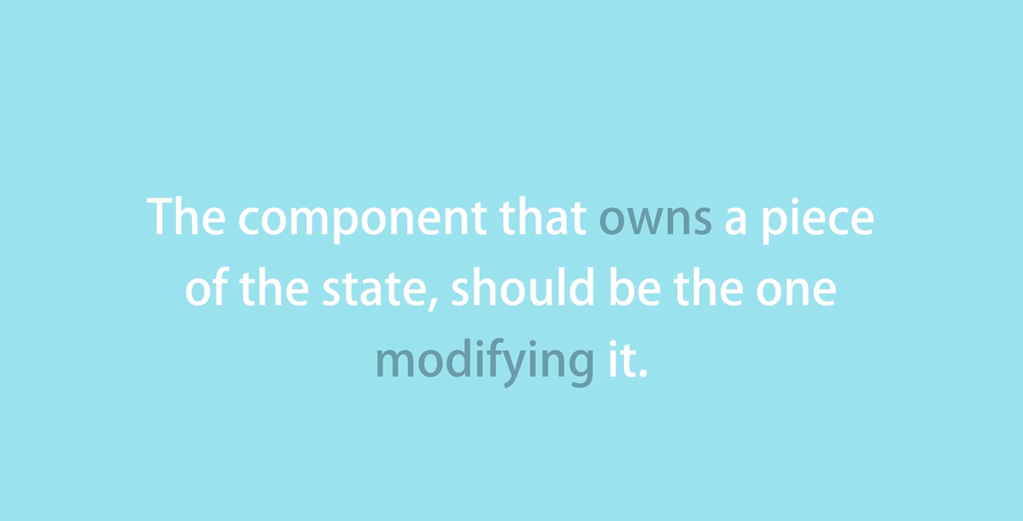 The component that owns a piece
of the state, should be the one
modifying it.